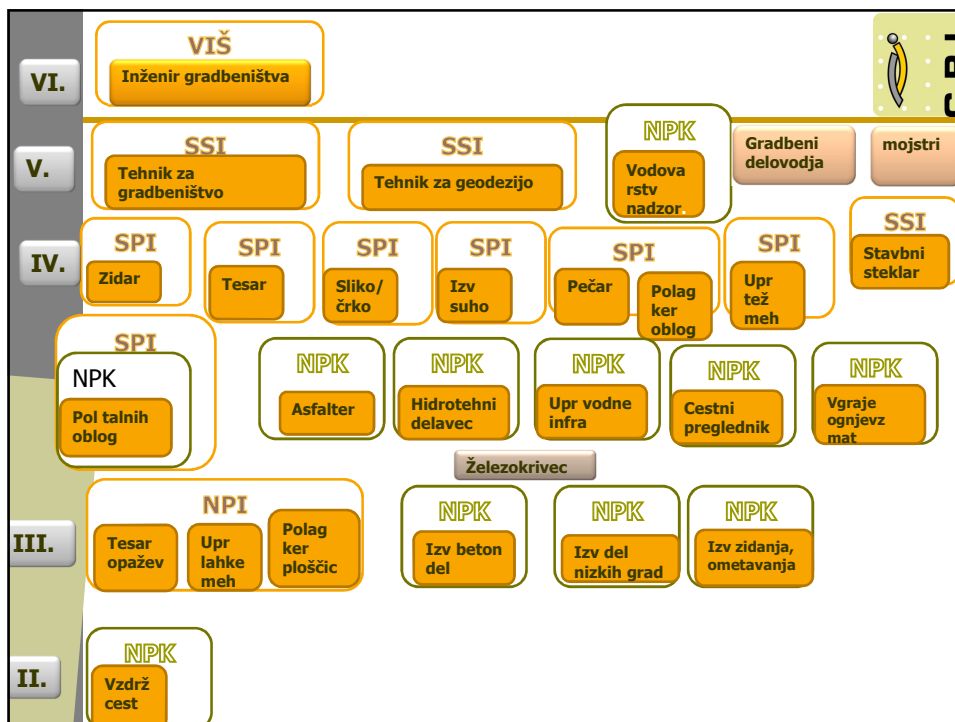 VIŠ
Inženir gradbeništva
VI.
SSI
Tehnik za
gradbeništvo
SSI
Tehnik za geodezijo
NPK
Vodova
rstv
nadzor.
Gradbeni
delovodja
mojstri
V.
SPI
Zidar
SPI
Tesar
SPI
Sliko/
črko
SPI
Izv
suho
SPI
Pečar
Polag
ker
oblog
SPI
Upr
tež
meh
SSI
Stavbni
steklar
IV.
SPI
NPK
Pol talnih
oblog
NPK
Asfalter
NPK
Hidrotehni
delavec
NPK
Upr vodne
infra
NPK
Cestni
preglednik
NPK
Vgraje
ognjevz
mat
Železokrivec
III.
NPI
Tesar
opažev
Upr
lahke
meh
Polag
ker
ploščic
NPK
Izv beton
del
NPK
Izv del
nizkih grad
NPK
Izv zidanja,
ometavanja
II.
NPK
Vzdrž
cest